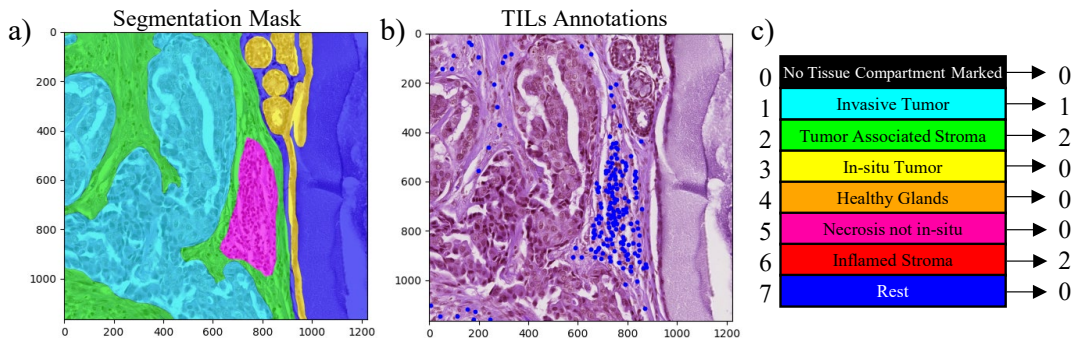 Segmentation Mask
TILs Annotations
a)
b)
c)
0
200
400
600
800
1000
0
200
400
600
800
1000
1200
0
200
400
600
800
1000
0
200
400
600
800
1000
1200
0 No Tissue Compartment Marked 0
1 Invasive Tumor 1
2 Tumor Associated Stroma 2
3 In-situ Tumor 0
4 Healthy Glands 0
5 Necrosis not in-situ 0
6 Inflamed Stroma 2
7 Rest 0